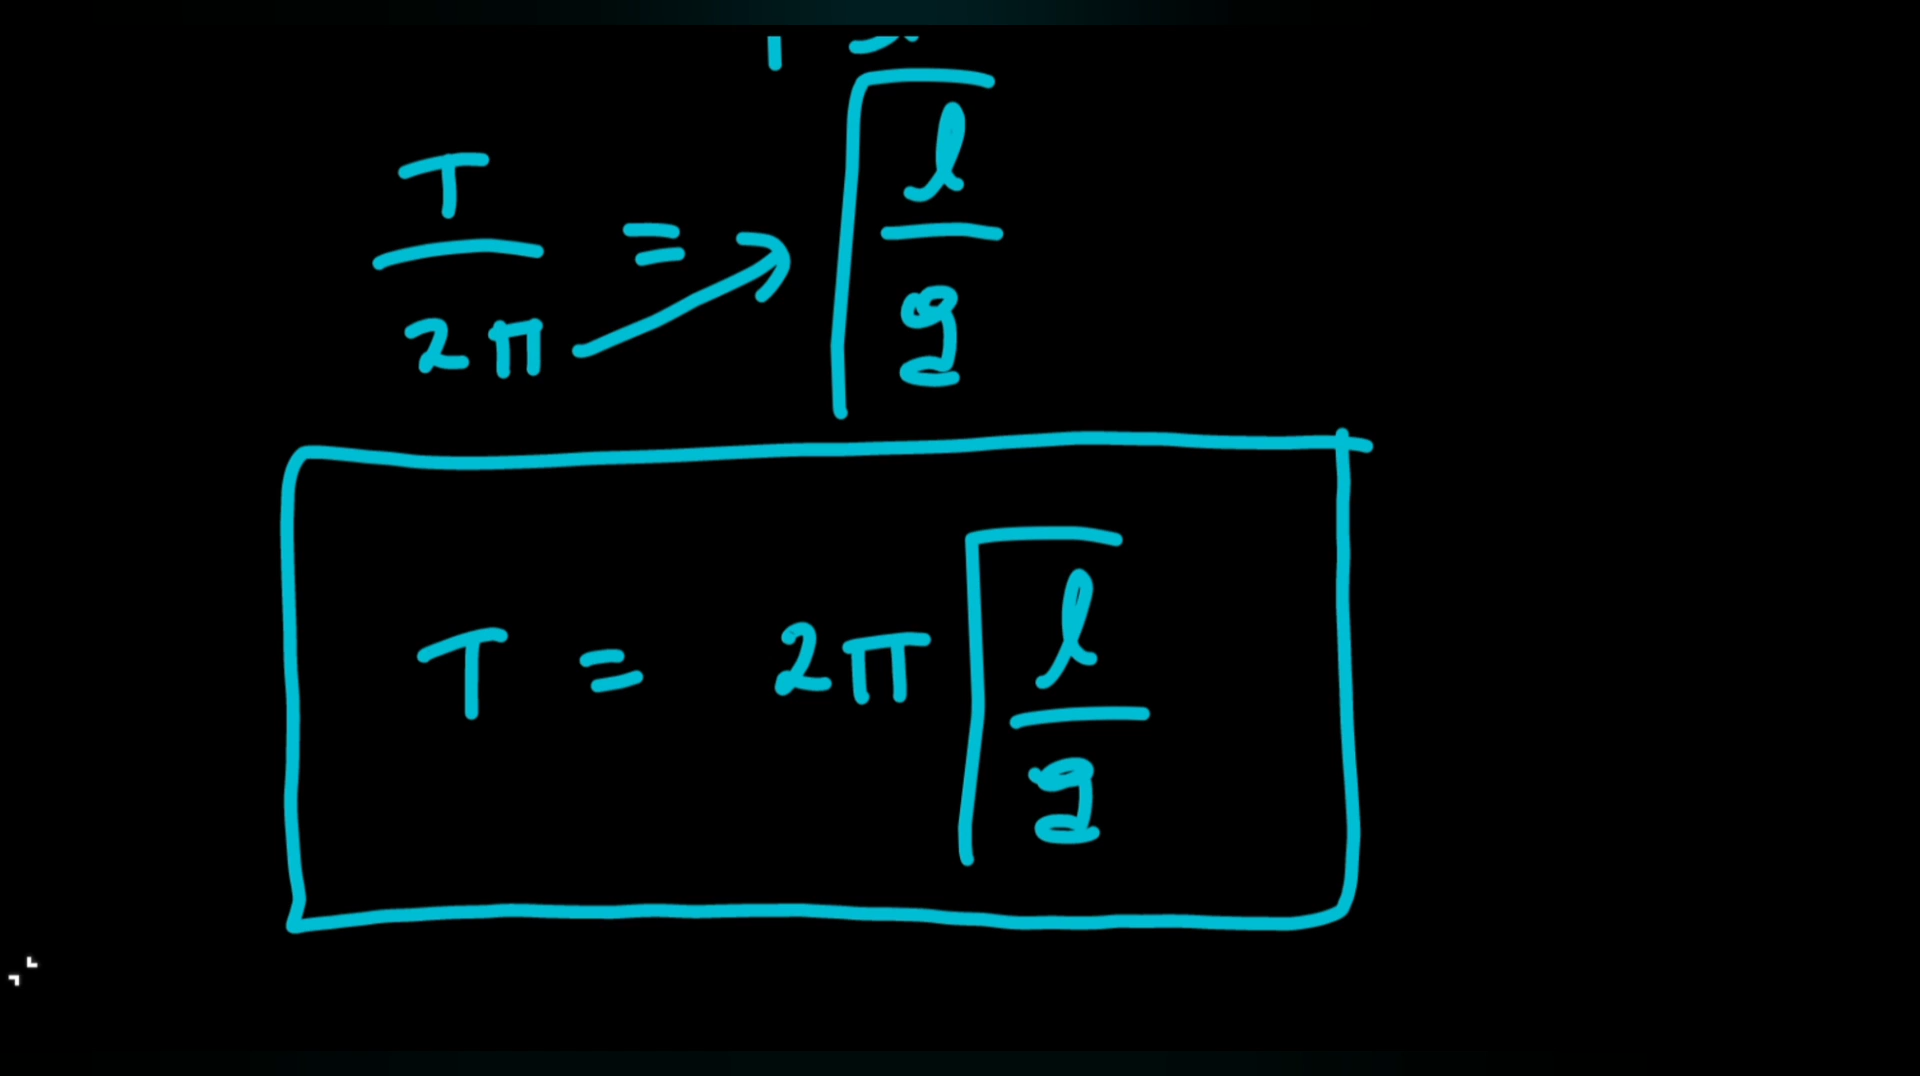 T/2π = √(l/g)
T = 2π √(l/g)